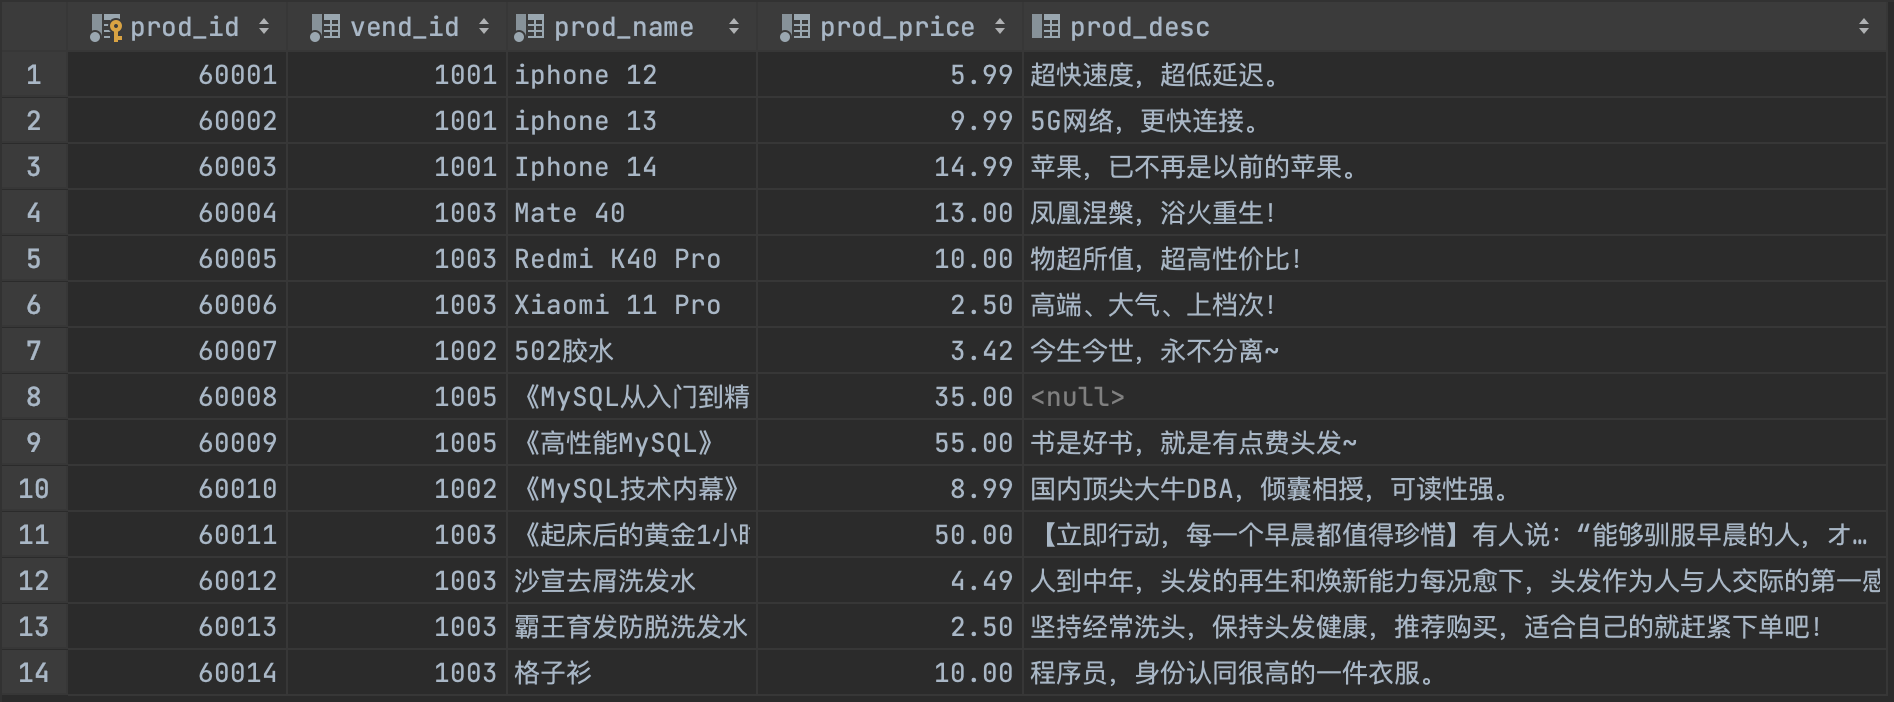 prod_id vend_id prod_name prod_price prod_desc
1 60001 1001 iphone 12 5.99 超快速度，超低延迟。
2 60002 1001 iphone 13 9.99 5G网络，更快连接。
3 60003 1001 Iphone 14 14.99 苹果，已不再是以前的苹果。
4 60004 1003 Mate 40 13.00 凤凰涅槃，浴火重生！
5 60005 1003 Redmi K40 Pro 10.00 物超所值，超高性价比！
6 60006 1003 Xiaomi 11 Pro 2.50 高端、大气、上档次！
7 60007 1002 502胶水 3.42 今生今世，永不分离~
8 60008 1005 《MySQL从入门到精 35.00 <null>
9 60009 1005 《高性能MySQL》 55.00 书是好书，就是有点费头发~
10 60010 1002 《MySQL技术内幕》 8.99 国内顶尖大牛DBA，倾囊相授，可读性强。
11 60011 1003 《起床后的黄金1小时 50.00 【立即行动，每一个早晨都值得珍惜】有人说：“能够驯服早晨的人，才…
12 60012 1003 沙宣去屑洗发水 4.49 人到中年，头发的再生和焕新能力每况愈下，头发作为人与人交际的第一感
13 60013 1003 霸王育发防脱洗发水 2.50 坚持经常洗头，保持头发健康，推荐购买，适合自己的就赶紧下单吧！
14 60014 1003 格子衫 10.00 程序员，身份认同很高的一件衣服。